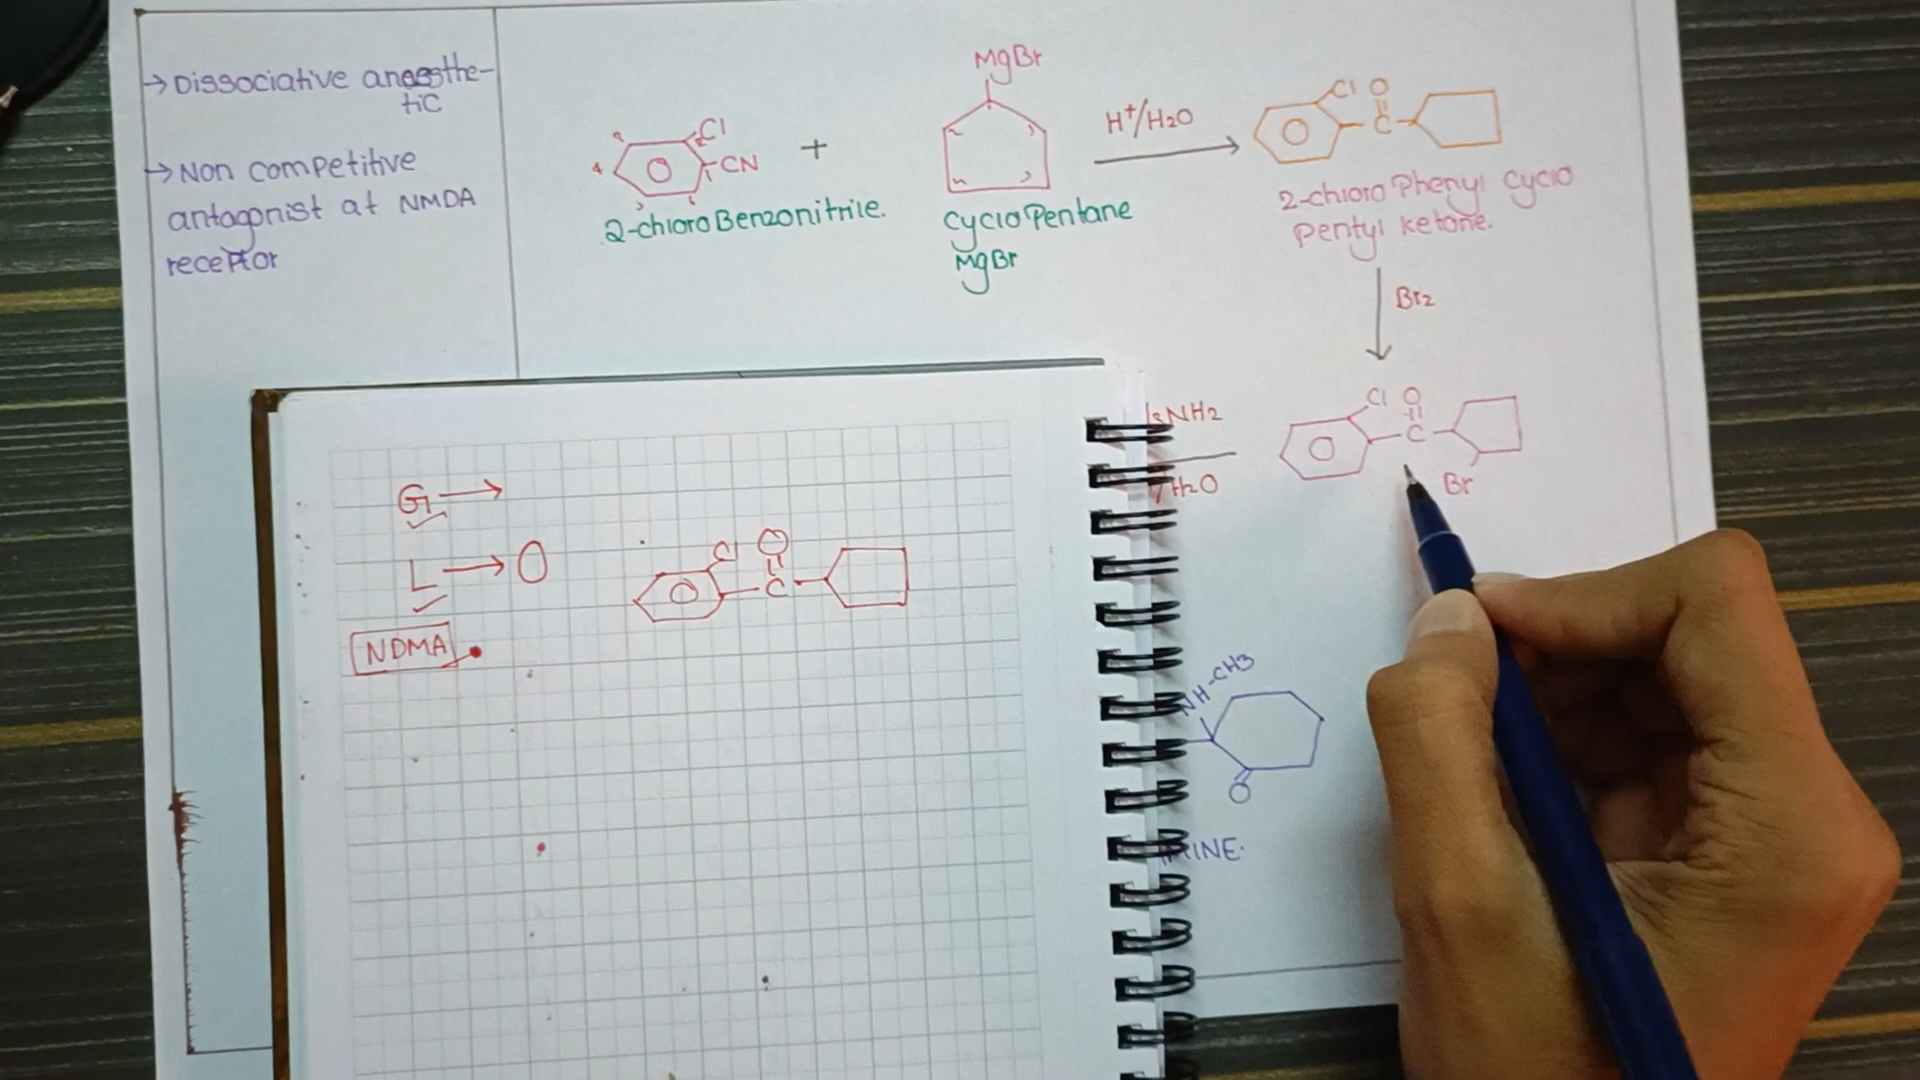 → Dissociative anaesthe-
tic
→ Non competitive
antagonist at NMDA
receptor
Cl
CN
2-chloro Benzonitrile.
+
MgBr
cyclo Pentane
MgBr
H+/H2O
Cl O
C
2-chloro Phenyl cyclo
pentyl ketone.
Br2
Cl O
C
Br
NH2
H2O
NH-CH3
O
INE.
G →
L → O
NDMA
Cl O
C